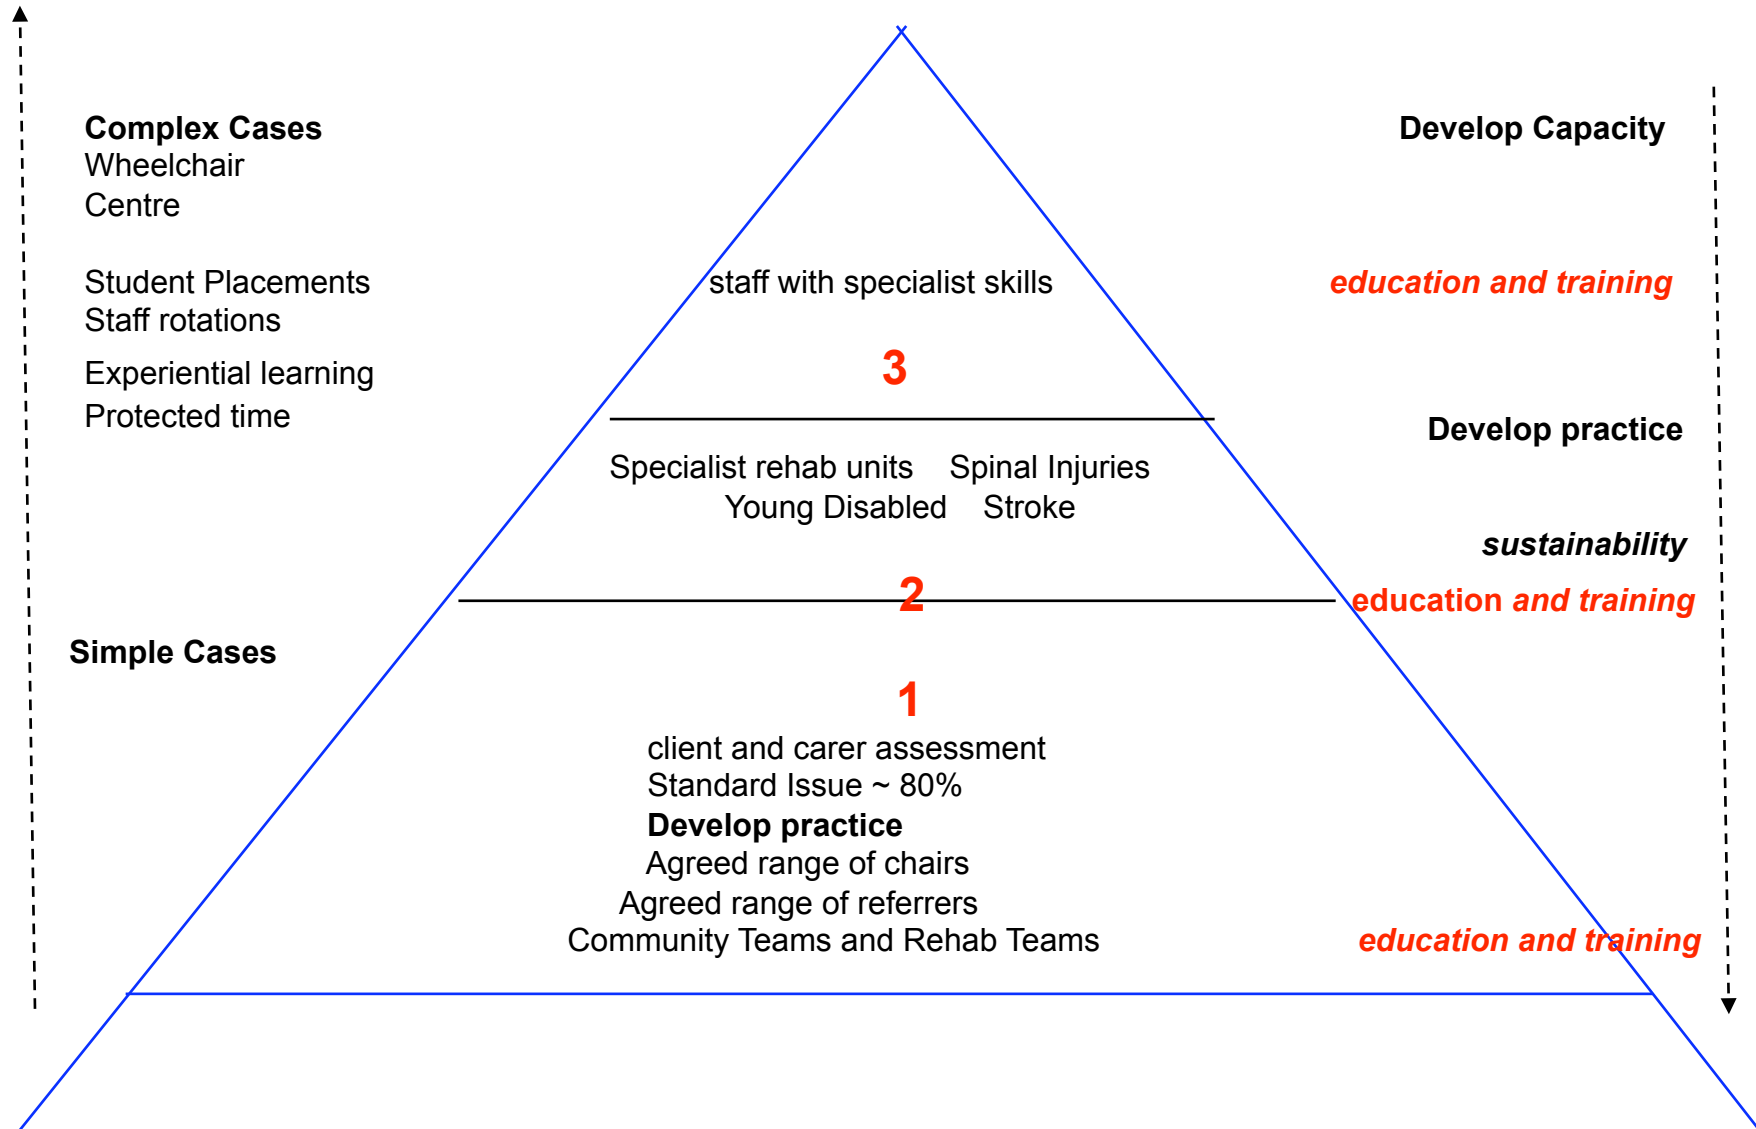 Complex Cases
Wheelchair
Centre
Develop Capacity
Student Placements
Staff rotations
staff with specialist skills
education and training
Experiential learning
Protected time
3
Develop practice
Specialist rehab units Spinal Injuries
Young Disabled Stroke
sustainability
2
education and training
Simple Cases
1
client and carer assessment
Standard Issue ~ 80%
Develop practice
Agreed range of chairs
Agreed range of referrers
Community Teams and Rehab Teams
education and training